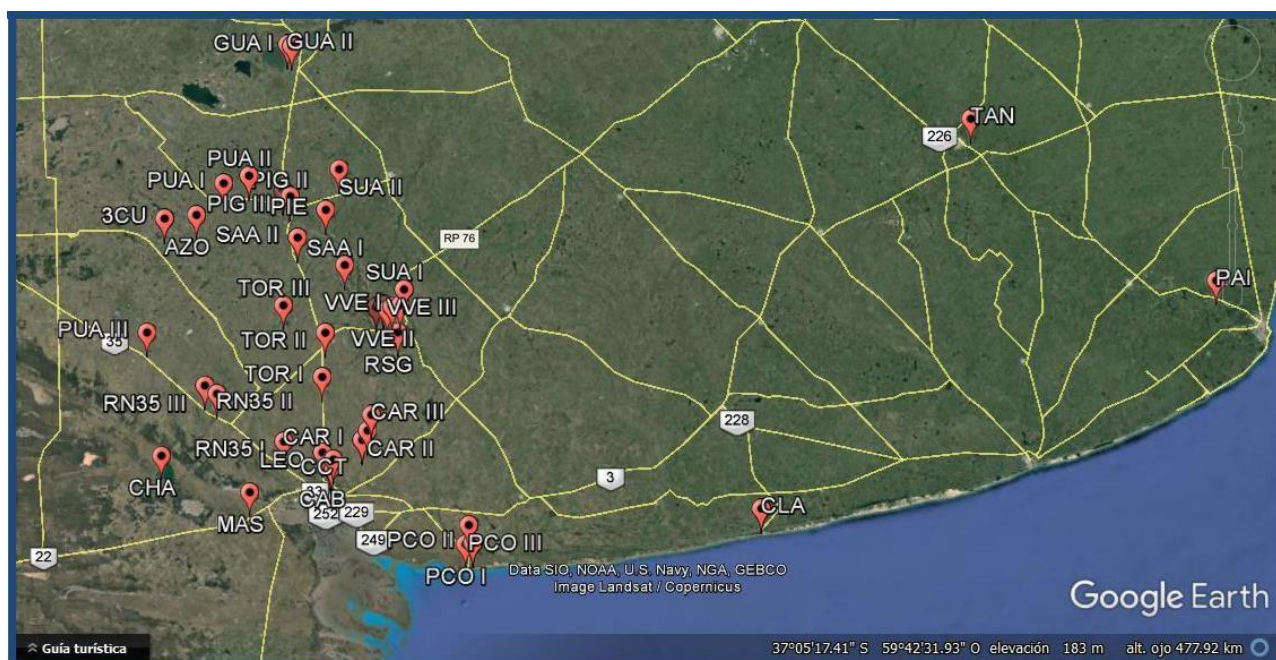 GUA I GUA II
TAN
226
PUA II
PUA I
PIG II
SUA II
PIG III PIE
3CU
AZO
SAA II
SAA I
RP 76
SUA I
PAI
TOR III
VVE I VVE III
PUA III
35
TOR II
VVE II
RSG
TOR I
RN35 III
RN35 II
CAR III
228
RN35 I
CAR I
CAR II
LEO
CCT
CHA
3
33
CAB
CLA
MAS
252
229
249
PCO II PCO III
22
PCO I
Data SIO, NOAA, U.S. Navy, NGA, GEBCO
Image Landsat / Copernicus
Google Earth
Guía turística
37°05'17.41" S 59°42'31.93" O elevación 183 m alt. ojo 477.92 km